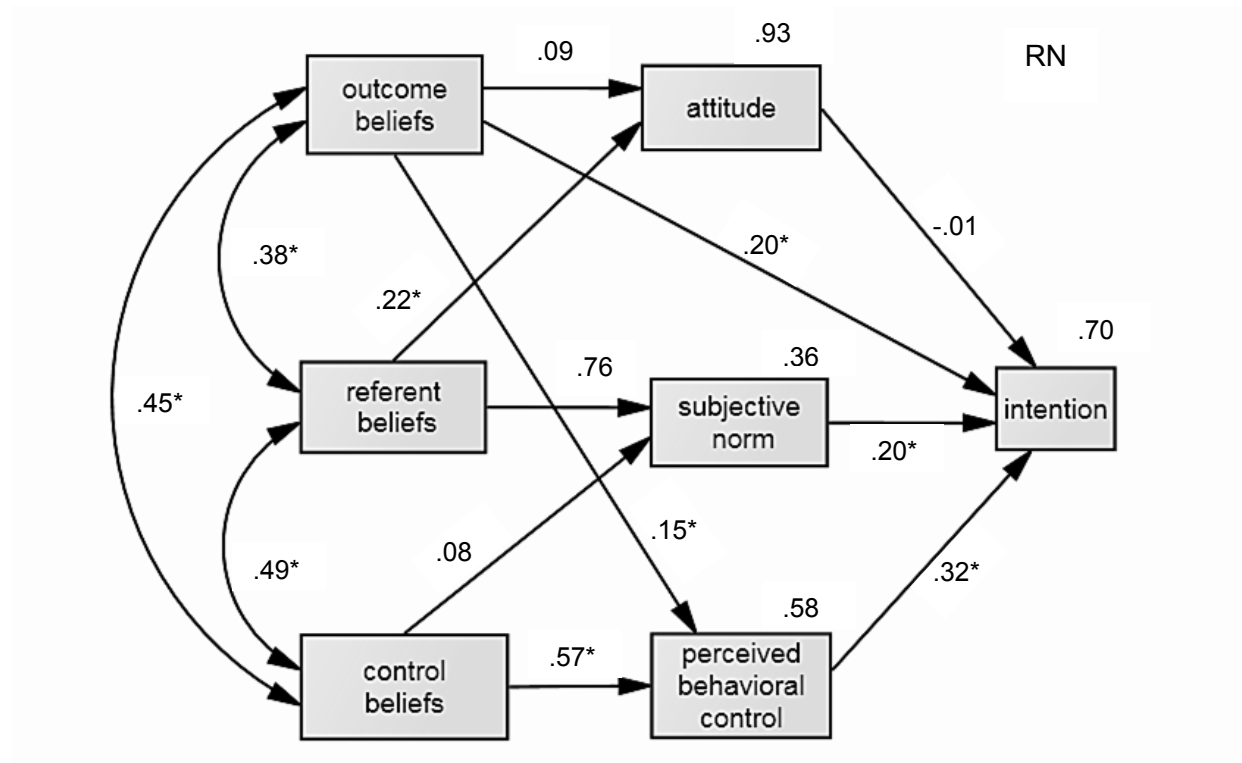 .09
.93
RN
outcome
beliefs
attitude
-.01
.38*
.20*
.22*
.70
.76
.36
.45*
referent
beliefs
subjective
norm
intention
.20*
.15*
.08
.49*
.32*
.58
.57*
control
beliefs
perceived
behavioral
control